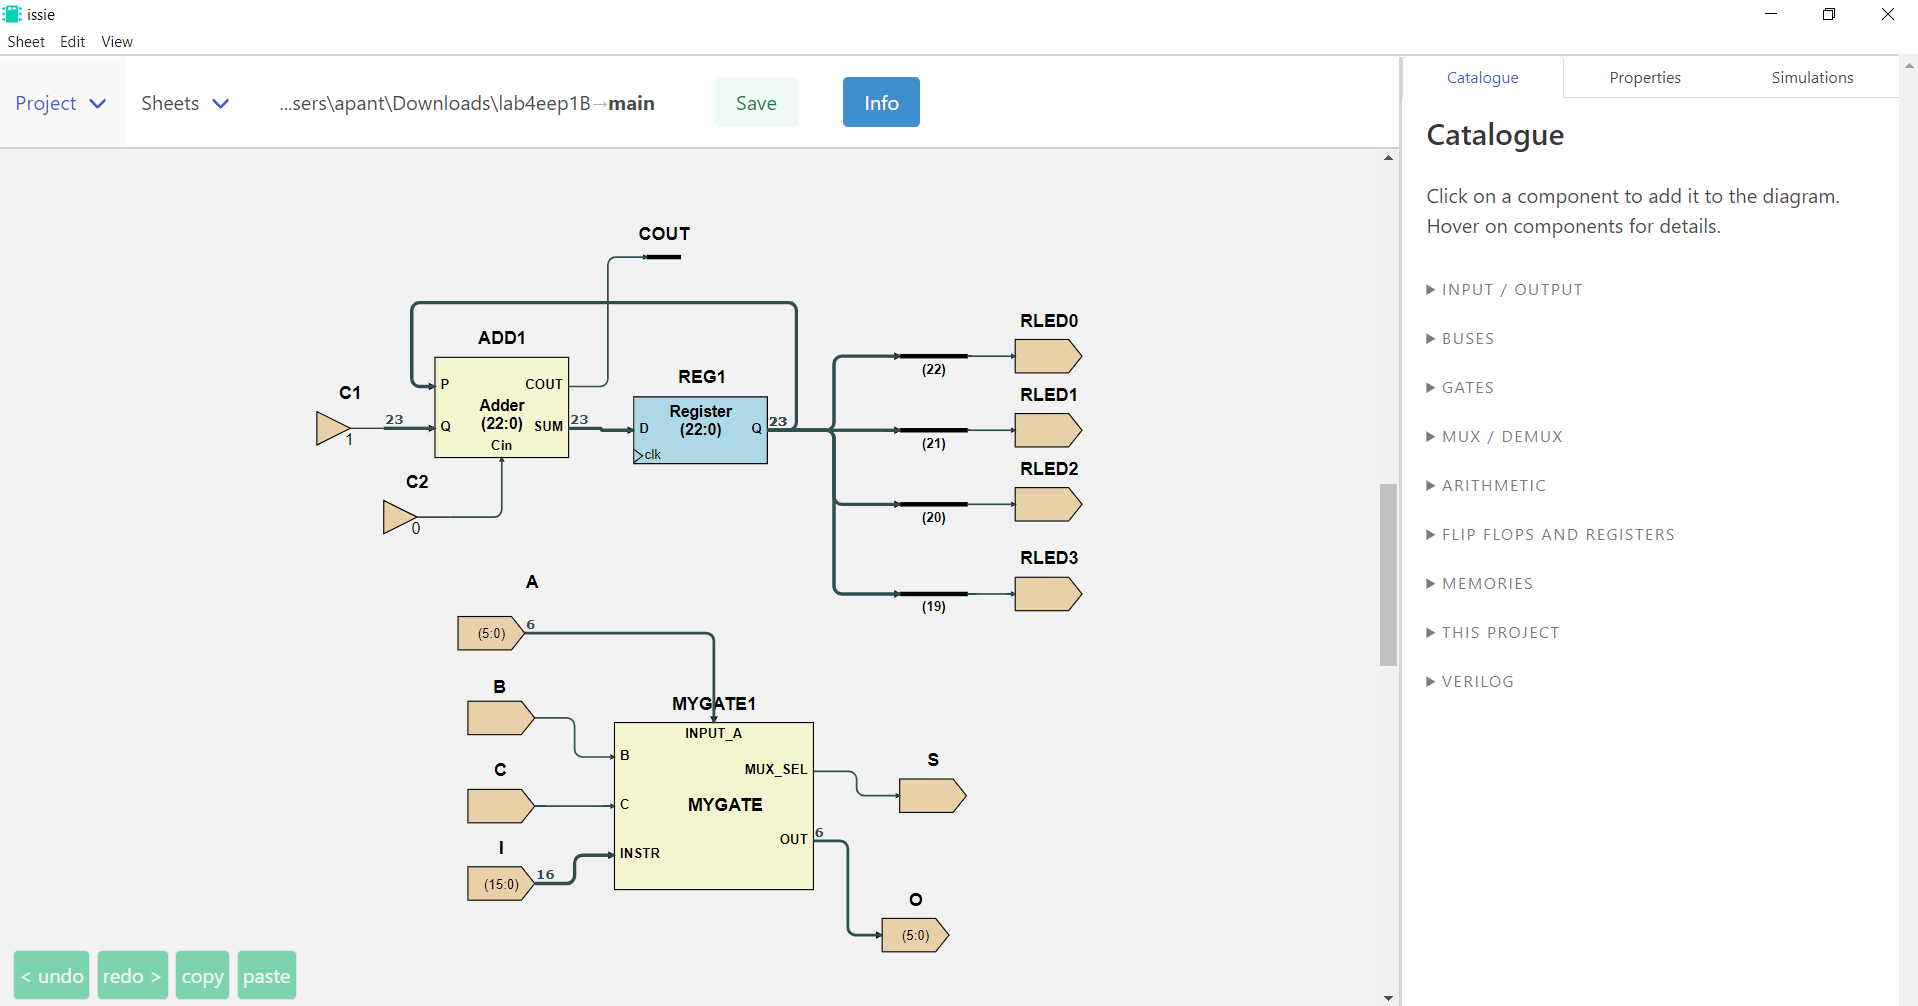 issie
Sheet Edit View
Project Sheets ...sers\apant\Downloads\lab4eep1B→main Save Info
Catalogue Properties Simulations
Catalogue
Click on a component to add it to the diagram.
Hover on components for details.
INPUT / OUTPUT
BUSES
GATES
MUX / DEMUX
ARITHMETIC
FLIP FLOPS AND REGISTERS
MEMORIES
THIS PROJECT
VERILOG
COUT
ADD1
P
COUT
Adder
(22:0)
Q
SUM
Cin
C1
1
23
C2
0
23
REG1
Register
(22:0)
D
Q
clk
23
RLED0
(22)
RLED1
(21)
RLED2
(20)
RLED3
(19)
A
(5:0)
6
B
C
I
(15:0)
16
MYGATE1
INPUT_A
B
MUX_SEL
C
MYGATE
OUT
INSTR
6
S
O
(5:0)
< undo redo > copy paste